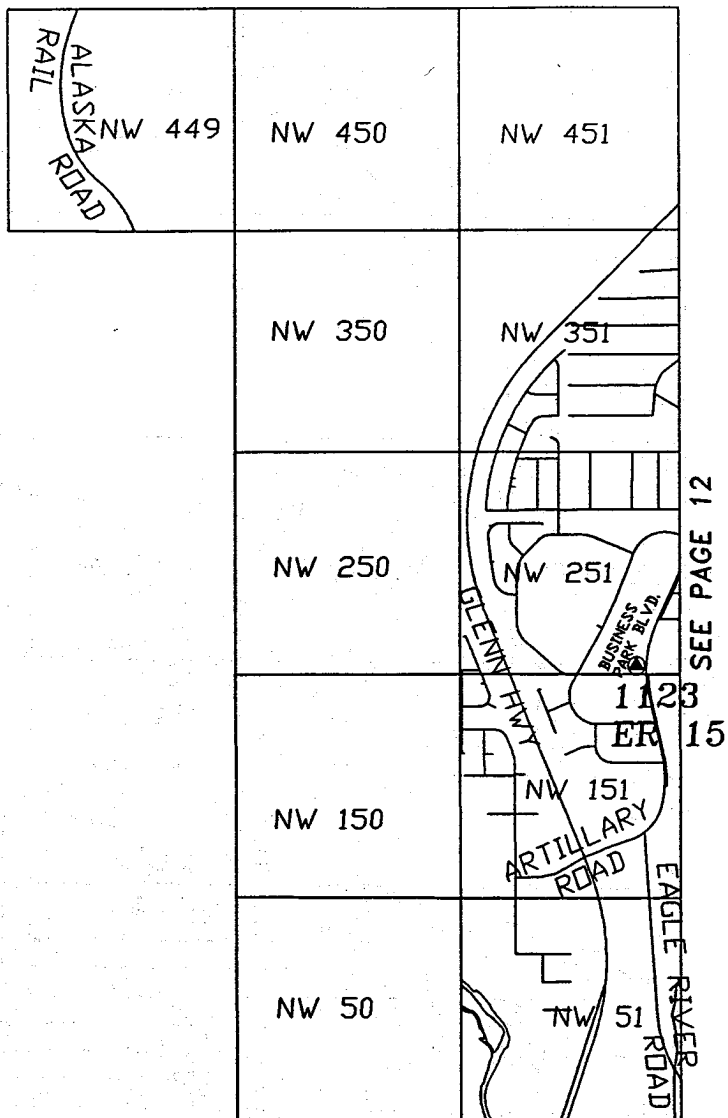 RAIL
ALASKA
ROAD
NW 449
NW 450
NW 451
NW 350
NW 351
SEE PAGE 12
NW 250
NW 251
GLENN HWY
BUSINESS
PARK BLVD.
1123
ER 15
NW 150
NW 151
ARTILLARY
ROAD
EAGLE RIVER
ROAD
NW 50
NW 51